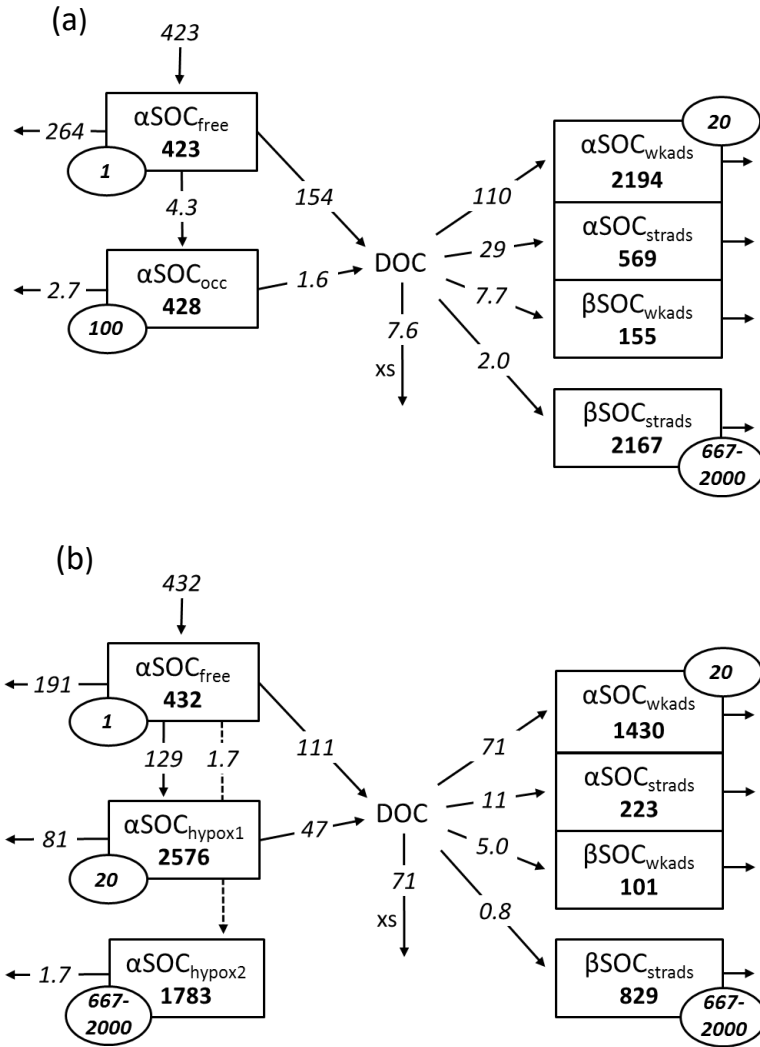 (a)
423
αSOCfree
423
264
1
4.3
154
αSOCocc
428
2.7
100
1.6
DOC
7.6
xs
110
29
7.7
2.0
20
αSOCwkads
2194
αSOCstrads
569
βSOCwkads
155
βSOCstrads
2167
667-
2000
(b)
432
αSOCfree
432
191
1
129
1.7
111
αSOChypox1
2576
81
20
47
αSOChypox2
1783
1.7
667-
2000
DOC
71
xs
71
11
5.0
0.8
20
αSOCwkads
1430
αSOCstrads
223
βSOCwkads
101
βSOCstrads
829
667-
2000